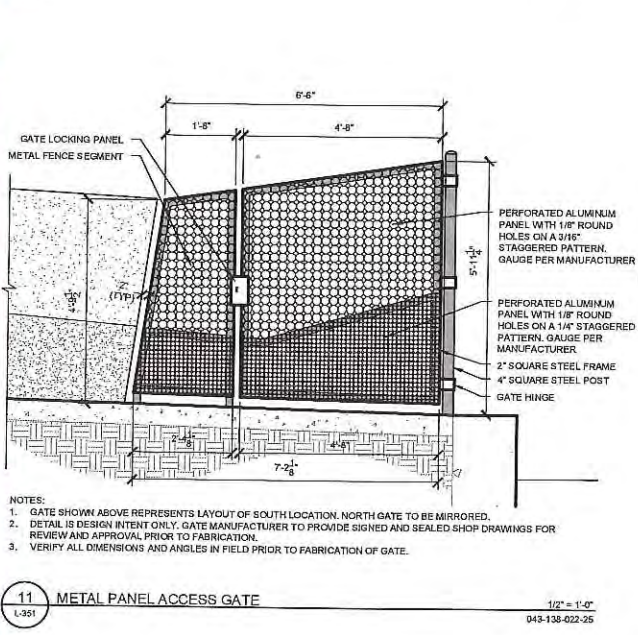 6'-6"
1'-8"
4'-8"
GATE LOCKING PANEL
METAL FENCE SEGMENT
PERFORATED ALUMINUM
PANEL WITH 1/8" ROUND
HOLES ON A 3/16"
STAGGERED PATTERN.
GAUGE PER MANUFACTURER
5'-11 1/4"
4'-9 1/2"
2"
(TYP)
PERFORATED ALUMINUM
PANEL WITH 1/8" ROUND
HOLES ON A 1/4" STAGGERED
PATTERN. GAUGE PER
MANUFACTURER
2" SQUARE STEEL FRAME
4" SQUARE STEEL POST
GATE HINGE
4'-8"
7'-2 1/8"
NOTES:
1. GATE SHOWN ABOVE REPRESENTS LAYOUT OF SOUTH LOCATION. NORTH GATE TO BE MIRRORED.
2. DETAIL IS DESIGN INTENT ONLY. GATE MANUFACTURER TO PROVIDE SIGNED AND SEALED SHOP DRAWINGS FOR
REVIEW AND APPROVAL PRIOR TO FABRICATION.
3. VERIFY ALL DIMENSIONS AND ANGLES IN FIELD PRIOR TO FABRICATION OF GATE.
11
L-351
METAL PANEL ACCESS GATE
1/2" = 1'-0"
043-138-022-25